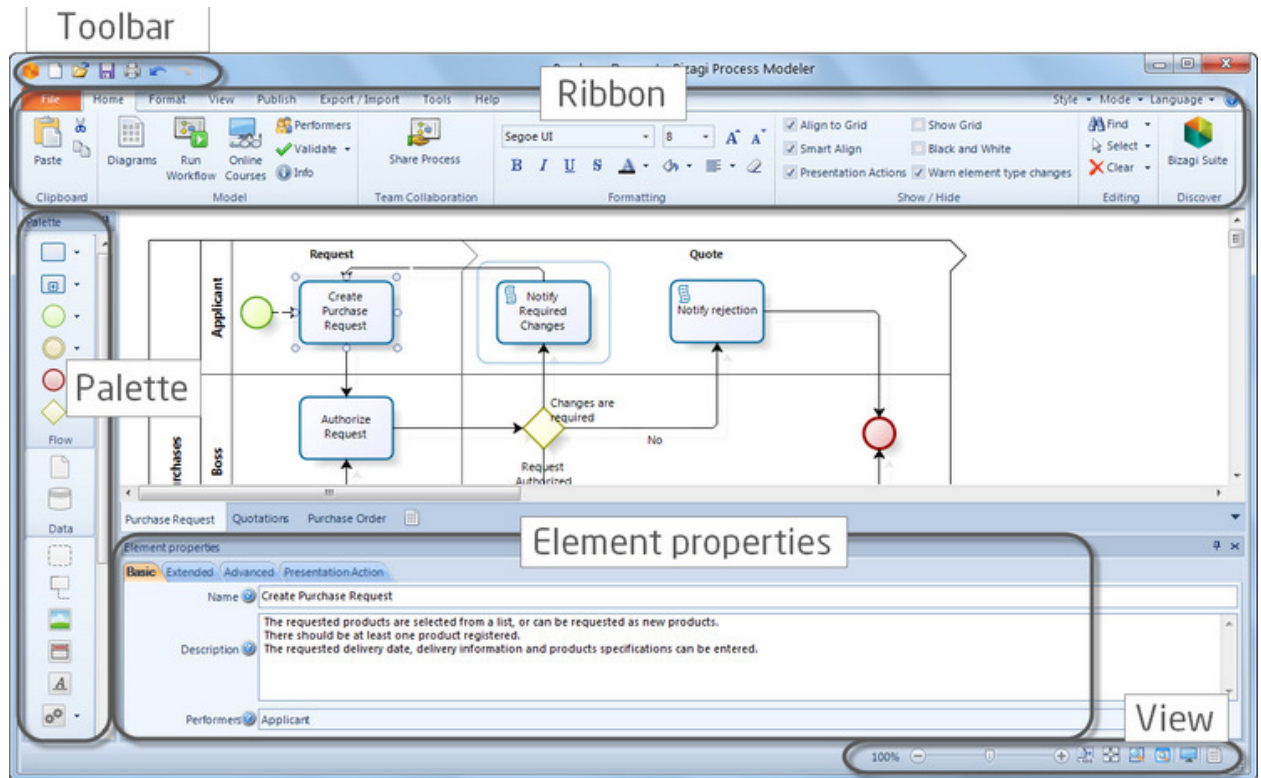 Toolbar
Bizagi Process Modeler
Ribbon
File Home Format View Publish Export / Import Tools Help Style Mode Language
Paste
Clipboard
Diagrams
Run Workflow
Online Courses
Performers
Validate
Info
Model
Share Process
Team Collaboration
Segoe UI 8 A A
B I U S A
Formatting
Align to Grid Show Grid
Smart Align Black and White
Presentation Actions Warn element type changes
Show / Hide
Find
Select
Clear
Editing
Bizagi Suite
Discover
Palette
Palette
Flow
Data
A
Request Quote
Applicant
Create
Purchase
Request
Notify
Required
Changes
Notify rejection
Boss
Authorize
Request
Changes are
required
No
Request
Authorized
Purchase Request Quotations Purchase Order
Element properties
Element properties
Basic Extended Advanced Presentation Action
Name Create Purchase Request
Description
The requested products are selected from a list, or can be requested as new products.
There should be at least one product registered.
The requested delivery date, delivery information and products specifications can be entered.
Performers Applicant
View
100%